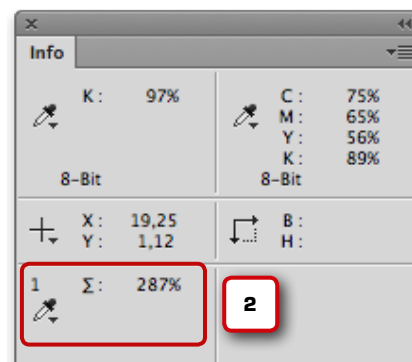 Info
K: 97%
8-Bit
C: 75%
M: 65%
Y: 56%
K: 89%
8-Bit
X: 19,25
Y: 1,12
B:
H:
1 Σ: 287%
2